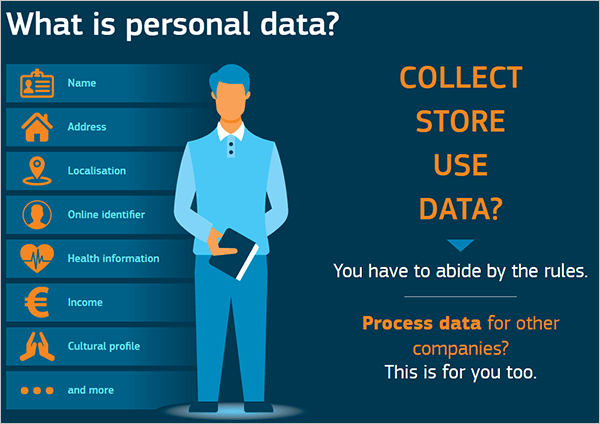 What is personal data?
Name
Address
Localisation
Online identifier
Health information
Income
Cultural profile
and more
COLLECT
STORE
USE
DATA?
You have to abide by the rules.
Process data for other
companies?
This is for you too.